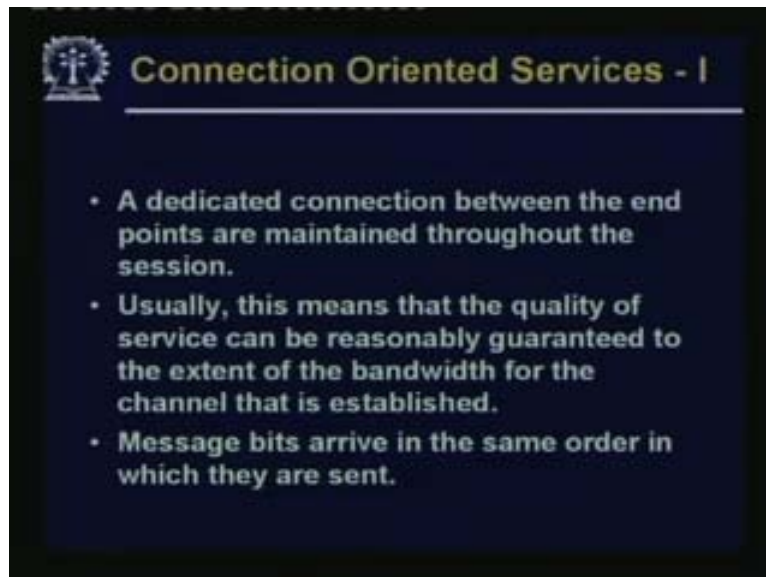 Connection Oriented Services - I
• A dedicated connection between the end
points are maintained throughout the
session.
• Usually, this means that the quality of
service can be reasonably guaranteed to
the extent of the bandwidth for the
channel that is established.
• Message bits arrive in the same order in
which they are sent.